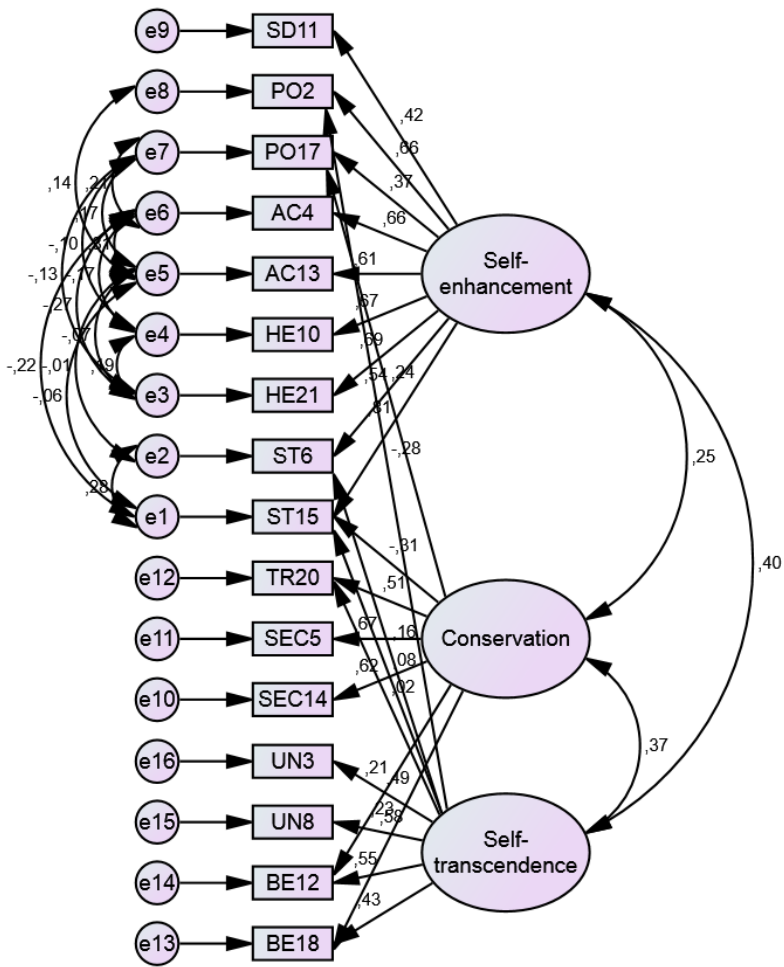 e9
SD11
e8
PO2
,42
e7
PO17
,66
,37
,14
e6
AC4
,66
,17
-,10
e5
AC13
,61
Self-
enhancement
-,13
-,17
-,27
e4
HE10
,67
,69
-,22
-,01
,19
-,06
e3
HE21
,54
,24
,81
e2
ST6
-,28
,25
,28
e1
ST15
-,31
,40
e12
TR20
,51
e11
SEC5
,67
,16
Conservation
e10
SEC14
,62
,08
,02
e16
UN3
,21
,49
,37
e15
UN8
,23
,58
Self-
transcendence
e14
BE12
,55
e13
BE18
,43